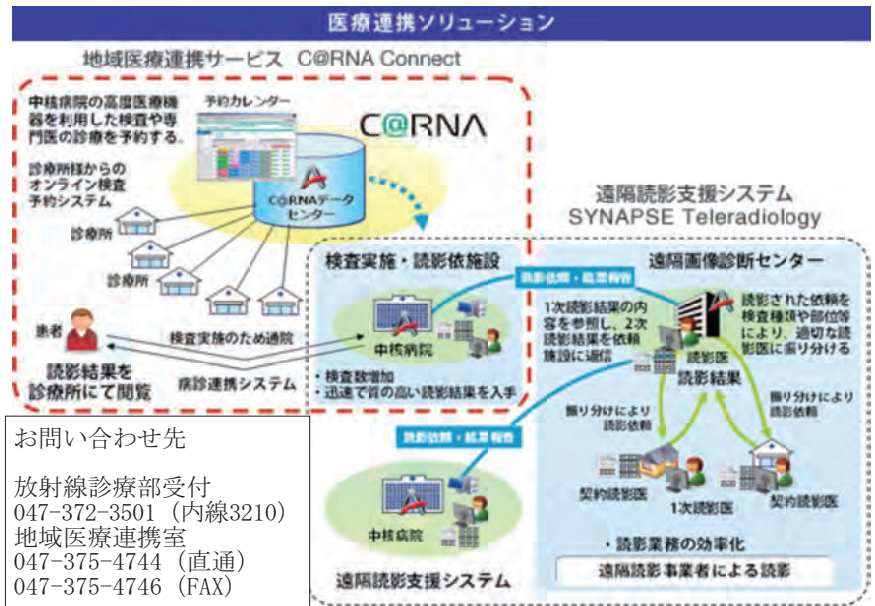 医療連携ソリューション
地域医療連携サービス C@RNA Connect
中核病院の高度医療機
器を利用した検査や専
門医の診療を予約する。
予約カレンダー
C@RNA
診療所様からの
オンライン検査
予約システム
C@RNAデータ
センター
診療所
診療所
遠隔読影支援システム
SYNAPSE Teleradiology
検査実施・読影依施設
読影依頼・結果報告
遠隔画像診断センター
1次読影結果の内
容を参照し、2次
読影結果を依頼
施設に返信
読影された依頼を
検査種類や部位等
により、適切な読
影医に振り分ける
患者
検査実施のため通院
中核病院
読影医
読影結果
読影結果を
診療所にて閲覧
病診連携システム
・検査数増加
・迅速で質の高い読影結果を入手
振り分けにより
読影依頼
振り分けにより
読影依頼
読影依頼・結果報告
お問い合わせ先
放射線診療部受付
047-372-3501（内線3210）
地域医療連携室
047-375-4744（直通）
047-375-4746（FAX）
中核病院
契約読影医
1次読影医
契約読影医
・読影業務の効率化
遠隔読影支援システム
遠隔読影事業者による読影